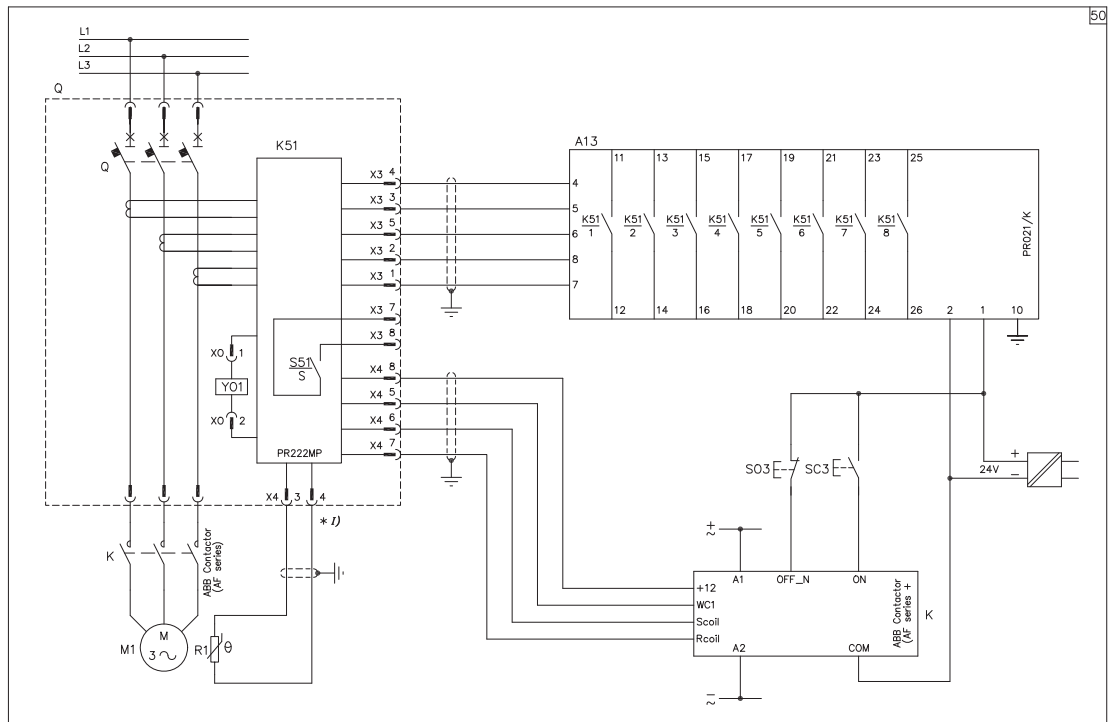 50
L1
L2
L3
Q
Q
K51
A13
X3 4
X3 3
X3 5
X3 2
X3 1
X3 7
X3 8
X4 8
X4 5
X4 6
X4 7
4
5
6
8
7
11 13 15 17 19 21 23 25
K51 1
K51 2
K51 3
K51 4
K51 5
K51 6
K51 7
K51 8
12 14 16 18 20 22 24 26 2 1 10
PR021/K
X0 1
Y01
X0 2
S51 S
PR222MP
X4 3 4
* I)
K
ABB Contactor
(AF series)
M1
M
3 ~
R1
θ
SO3
SC3
24V
+
−
+
~
A1 OFF_N ON
+12
WC1
Scoil
Rcoil
A2 COM
ABB Contactor
(AF series +
K
−
~